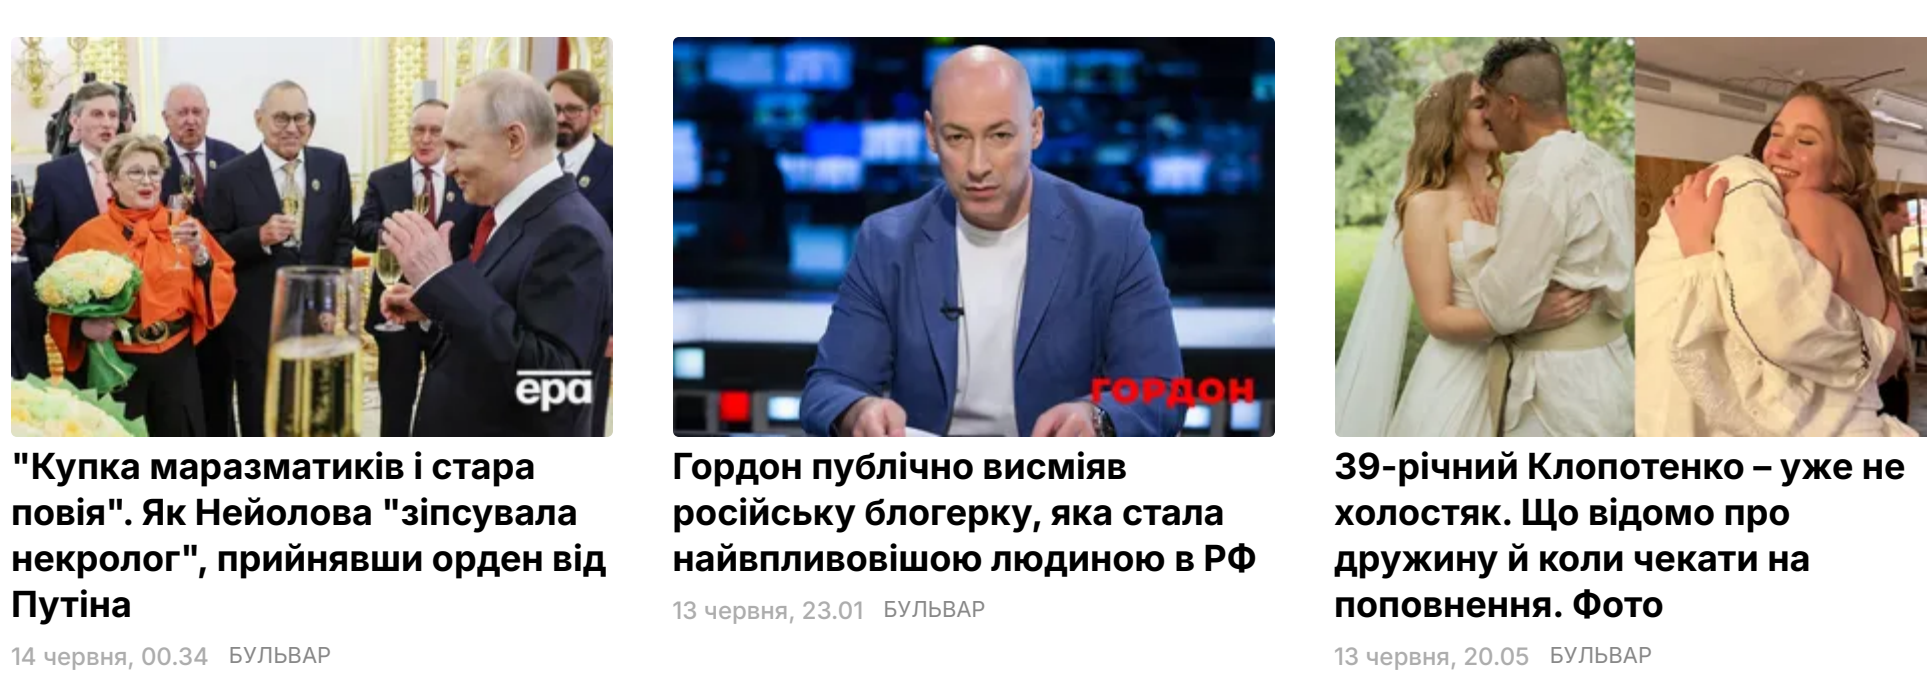 epa
"Купка маразматиків і стара
повія". Як Нейолова "зіпсувала
некролог", прийнявши орден від
Путіна
14 червня, 00.34 БУЛЬВАР
ГОРДОН
Гордон публічно висміяв
російську блогерку, яка стала
найвпливовішою людиною в РФ
13 червня, 23.01 БУЛЬВАР
39-річний Клопотенко – уже не
холостяк. Що відомо про
дружину й коли чекати на
поповнення. Фото
13 червня, 20.05 БУЛЬВАР